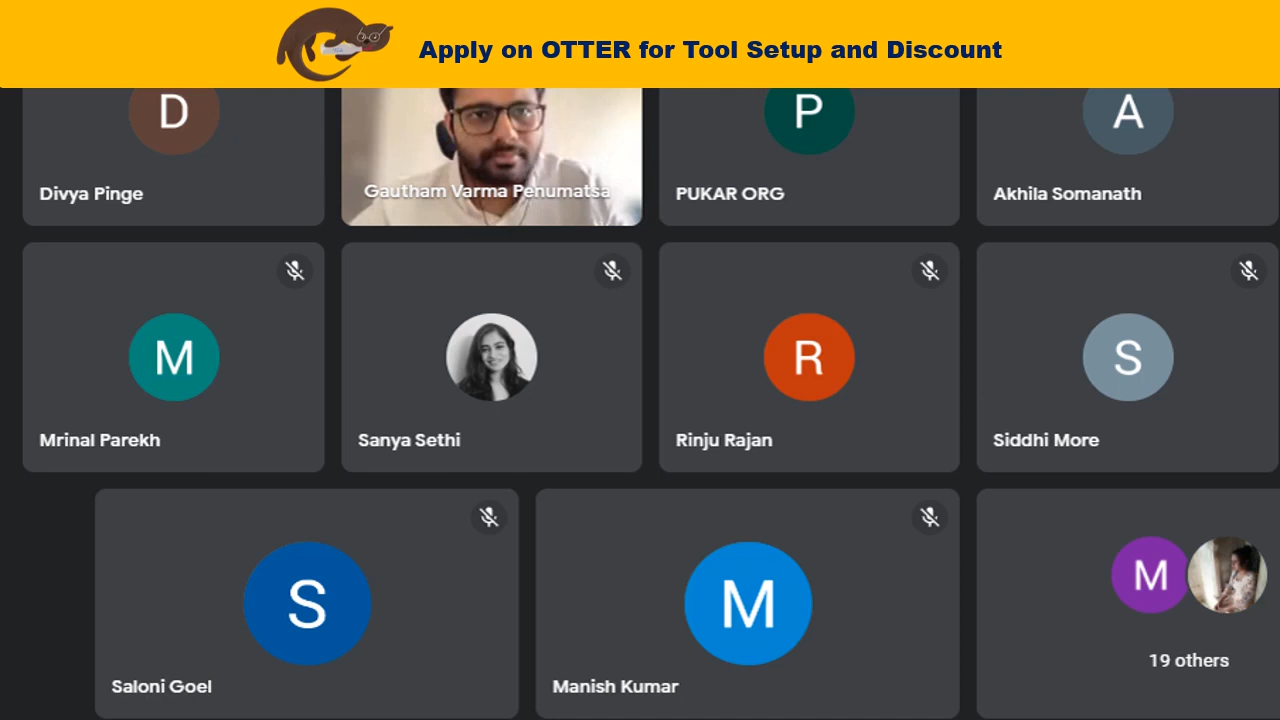 Apply on OTTER for Tool Setup and Discount
D
P
A
Divya Pinge
Gautham Varma Penumatsa
PUKAR ORG
Akhila Somanath
M
R
S
Mrinal Parekh
Sanya Sethi
Rinju Rajan
Siddhi More
S
M
M
19 others
Saloni Goel
Manish Kumar